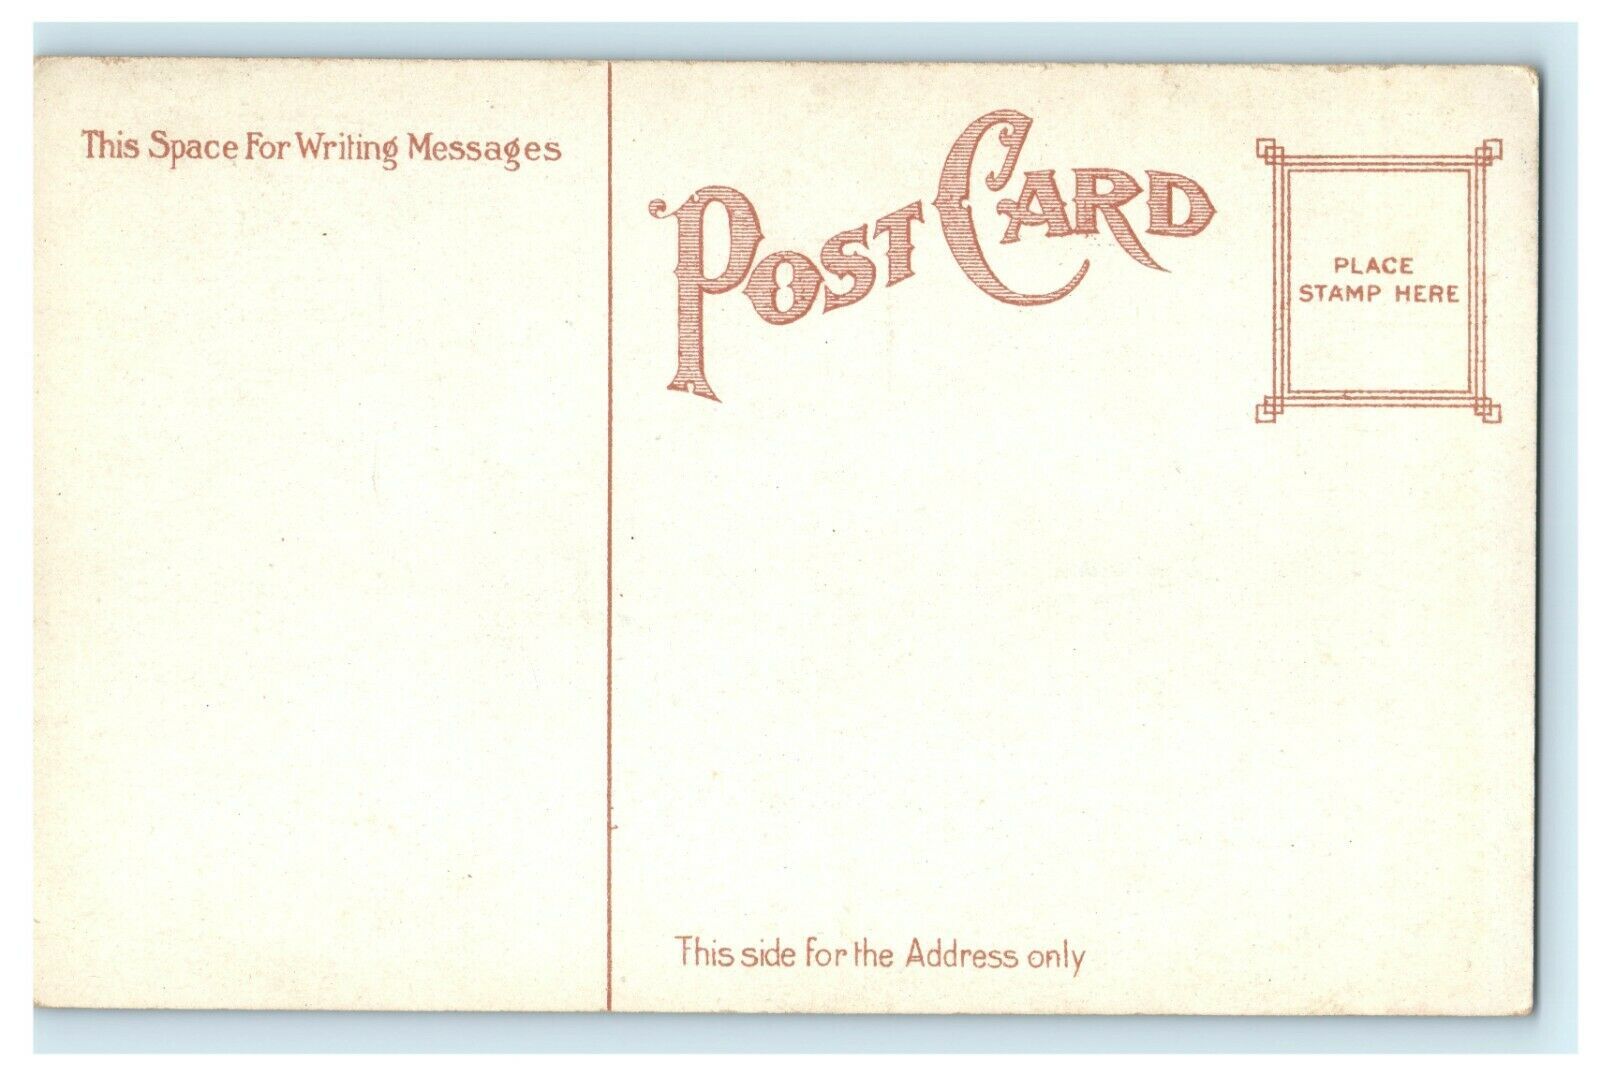 This Space For Writing Messages
POST CARD
PLACE
STAMP HERE
This side for the Address only